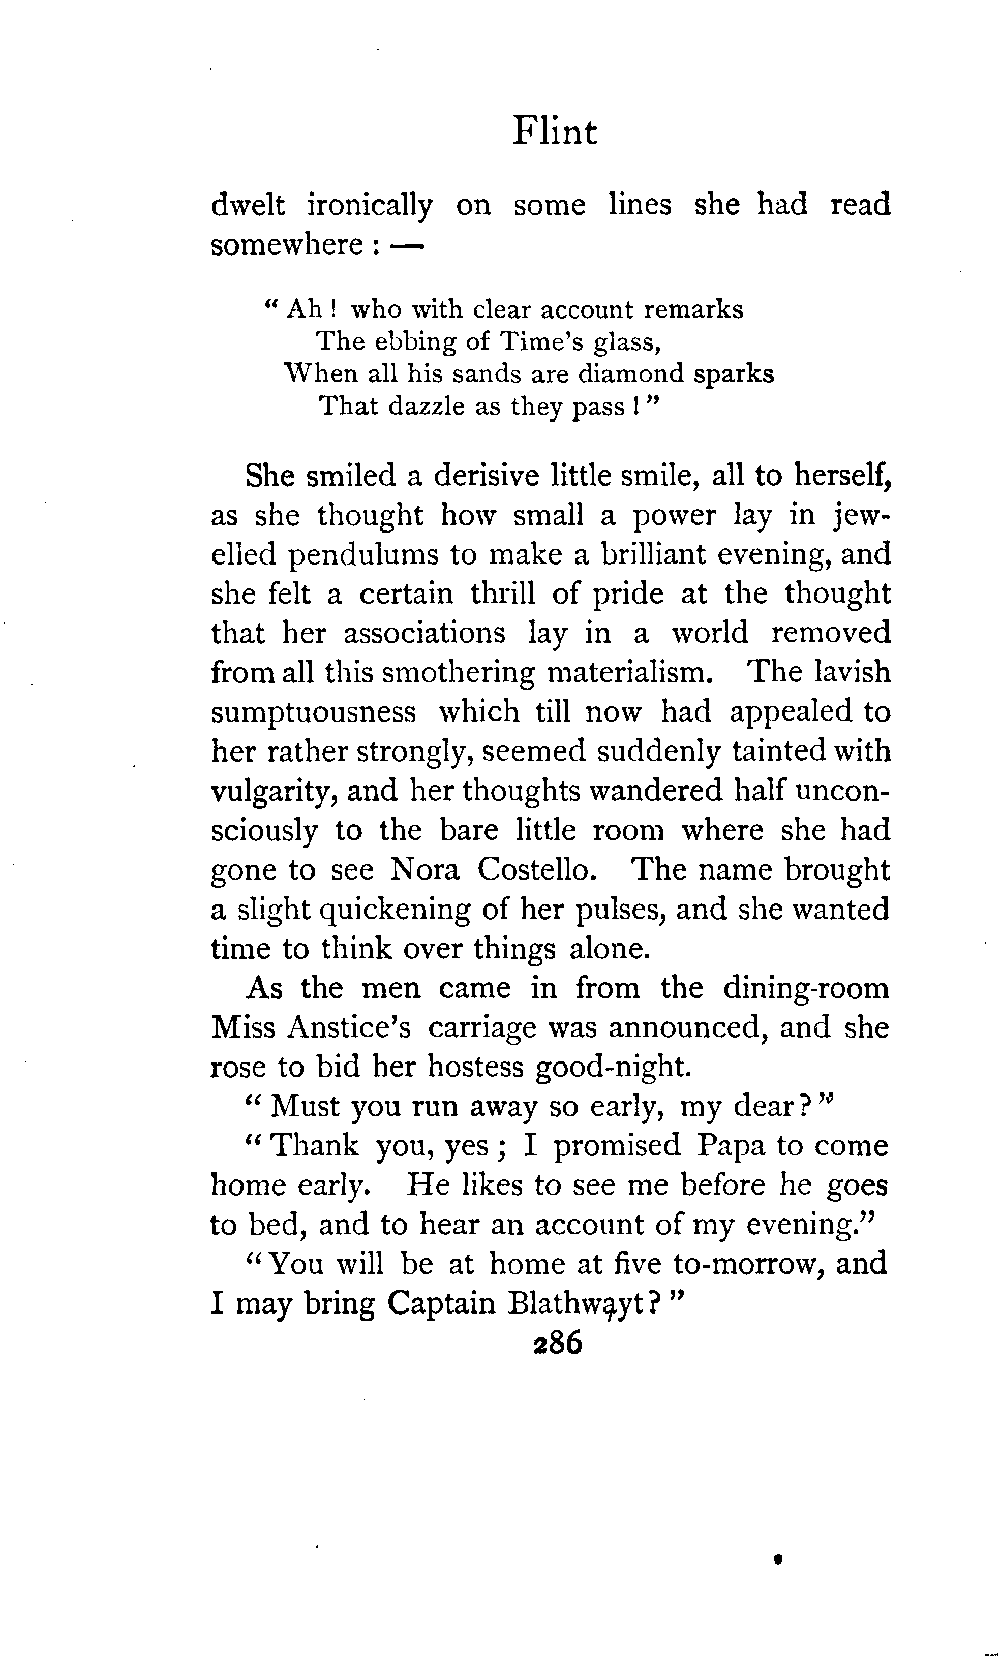 Flint
dwelt ironically on some lines she had read
somewhere : —
“ Ah ! who with clear account remarks
The ebbing of Time's glass,
When all his sands are diamond sparks
That dazzle as they pass ! ”
She smiled a derisive little smile, all to herself,
as she thought how small a power lay in jew-
elled pendulums to make a brilliant evening, and
she felt a certain thrill of pride at the thought
that her associations lay in a world removed
from all this smothering materialism. The lavish
sumptuousness which till now had appealed to
her rather strongly, seemed suddenly tainted with
vulgarity, and her thoughts wandered half uncon-
sciously to the bare little room where she had
gone to see Nora Costello. The name brought
a slight quickening of her pulses, and she wanted
time to think over things alone.
As the men came in from the dining-room
Miss Anstice's carriage was announced, and she
rose to bid her hostess good-night.
“ Must you run away so early, my dear? ”
“ Thank you, yes ; I promised Papa to come
home early. He likes to see me before he goes
to bed, and to hear an account of my evening.”
“ You will be at home at five to-morrow, and
I may bring Captain Blathwayt? ”
286